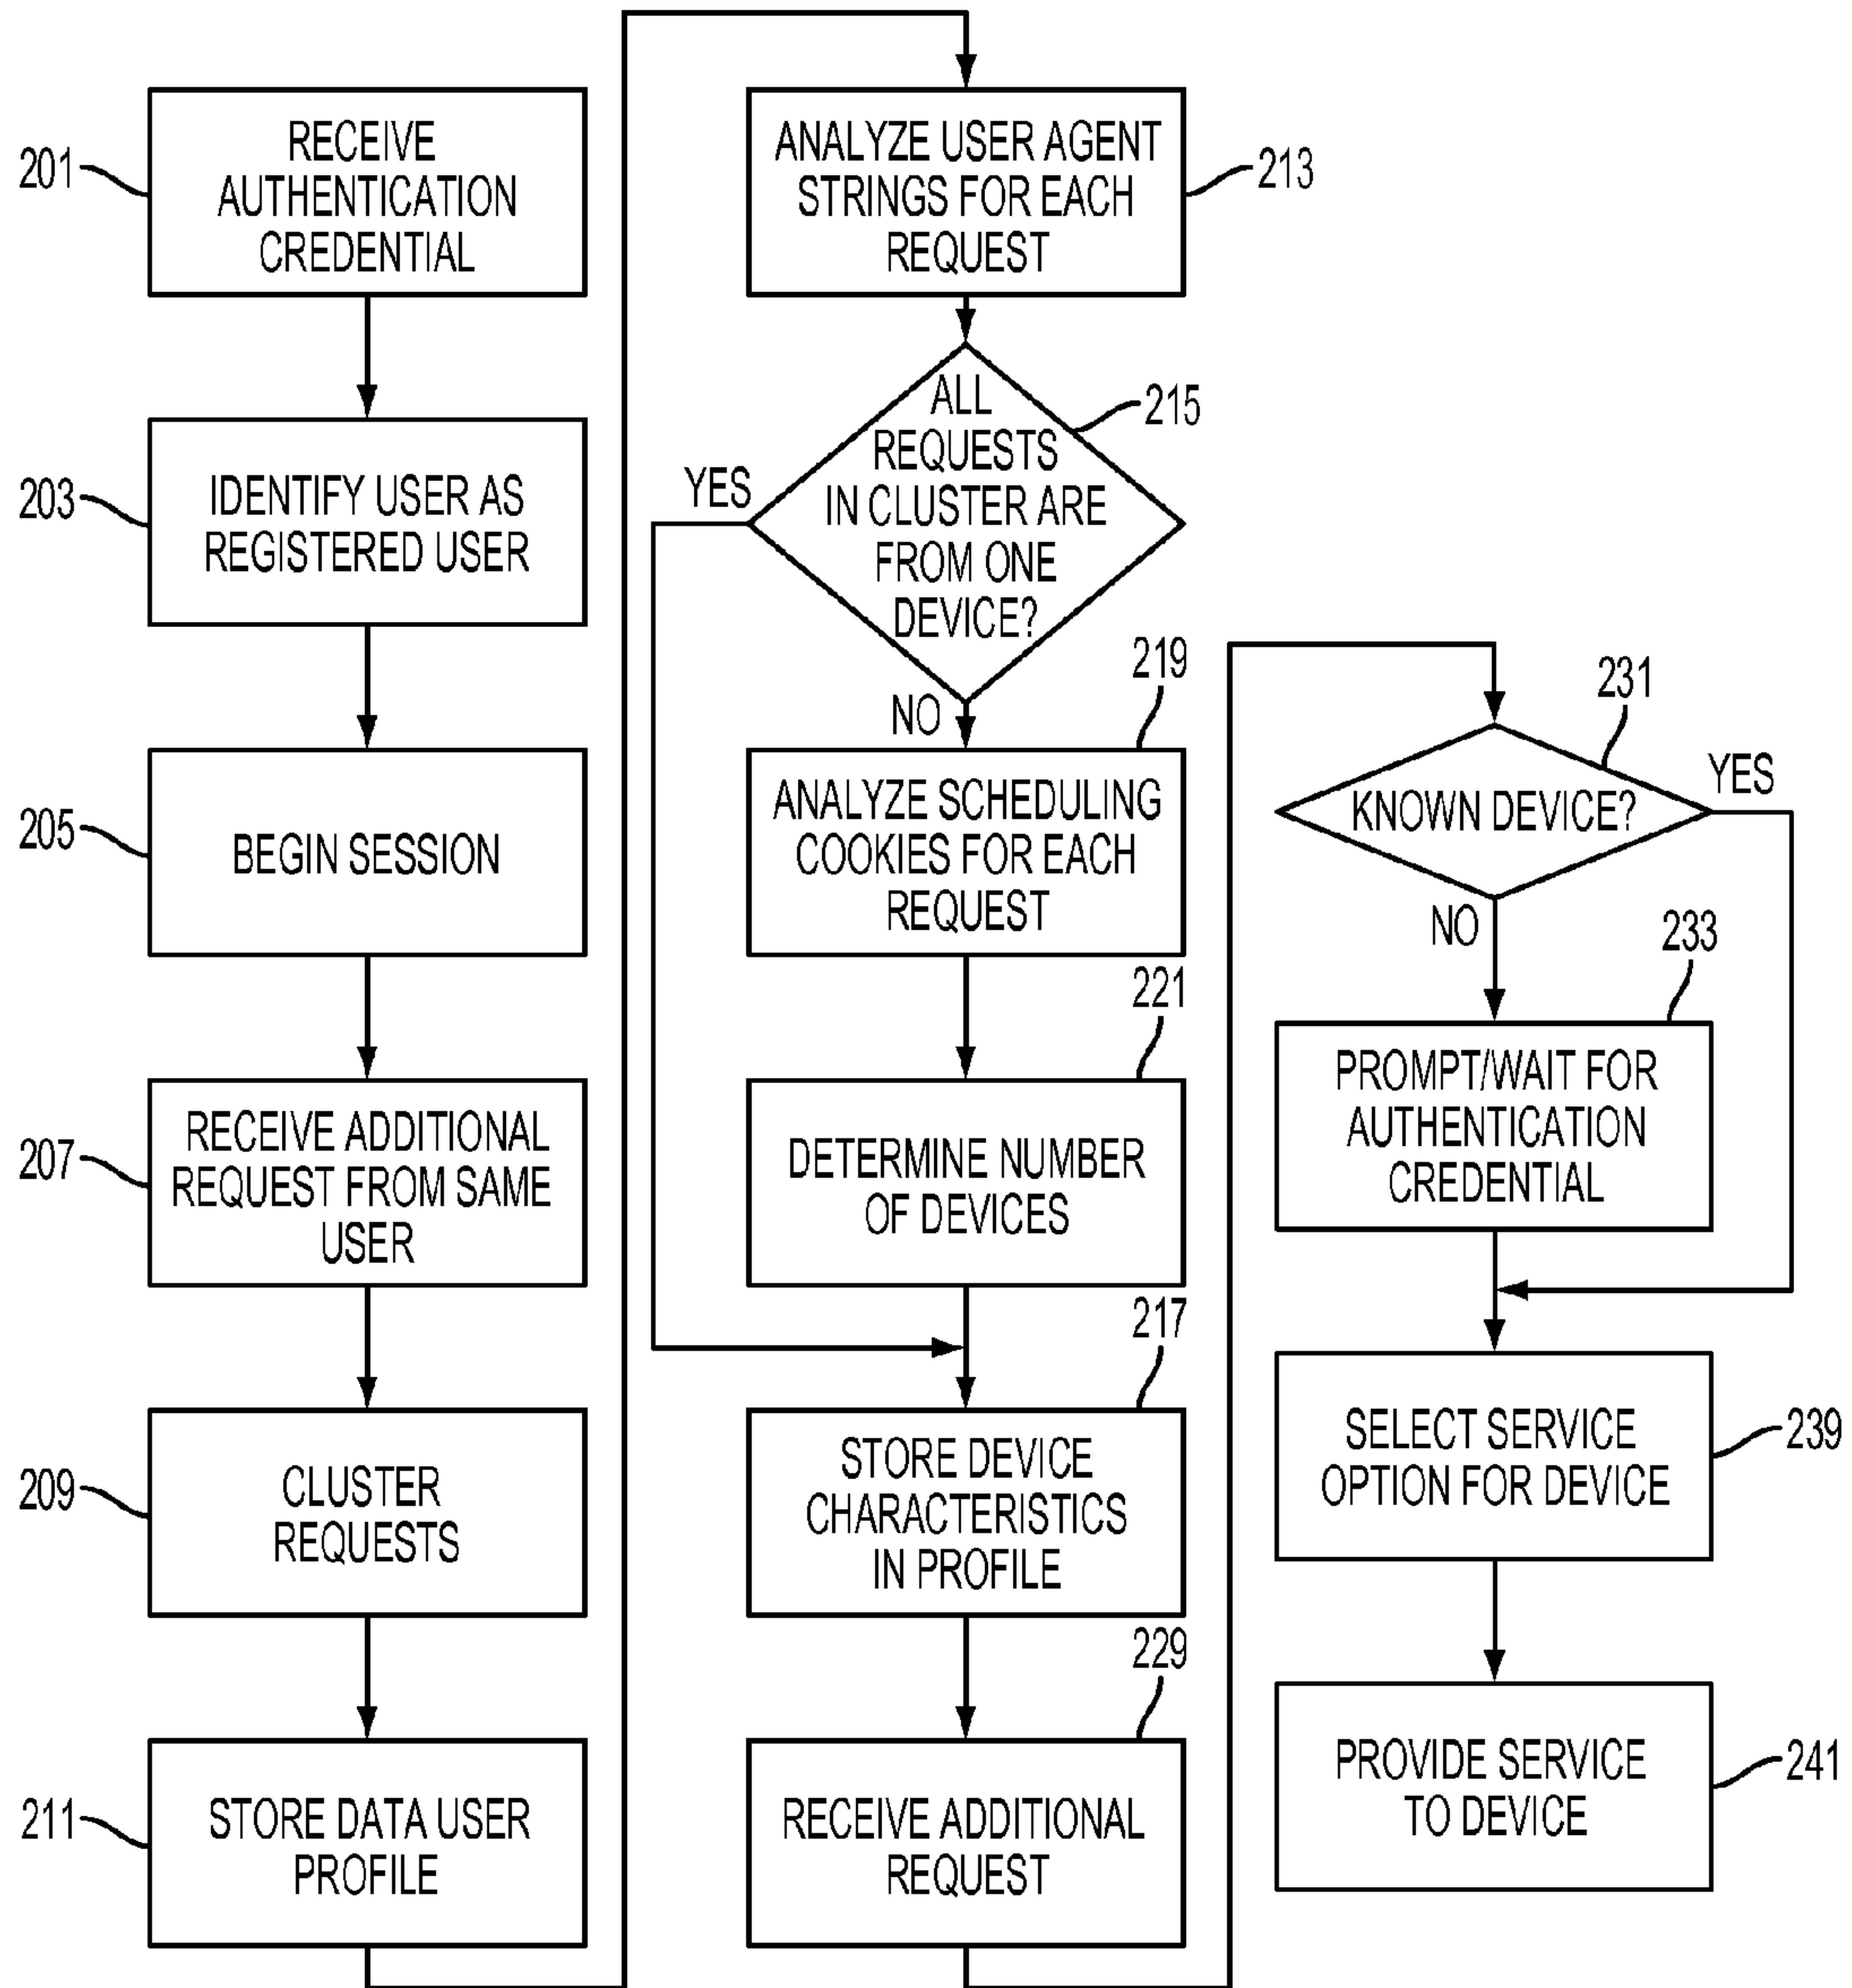 201
RECEIVE
AUTHENTICATION
CREDENTIAL
203
IDENTIFY USER AS
REGISTERED USER
205
BEGIN SESSION
207
RECEIVE ADDITIONAL
REQUEST FROM SAME
USER
209
CLUSTER
REQUESTS
211
STORE DATA USER
PROFILE
ANALYZE USER AGENT
STRINGS FOR EACH
REQUEST
213
ALL
REQUESTS
IN CLUSTER ARE
FROM ONE
DEVICE?
215
YES
NO
219
ANALYZE SCHEDULING
COOKIES FOR EACH
REQUEST
221
DETERMINE NUMBER
OF DEVICES
217
STORE DEVICE
CHARACTERISTICS
IN PROFILE
229
RECEIVE ADDITIONAL
REQUEST
231
KNOWN DEVICE?
YES
NO
233
PROMPT/WAIT FOR
AUTHENTICATION
CREDENTIAL
SELECT SERVICE
OPTION FOR DEVICE
239
PROVIDE SERVICE
TO DEVICE
241